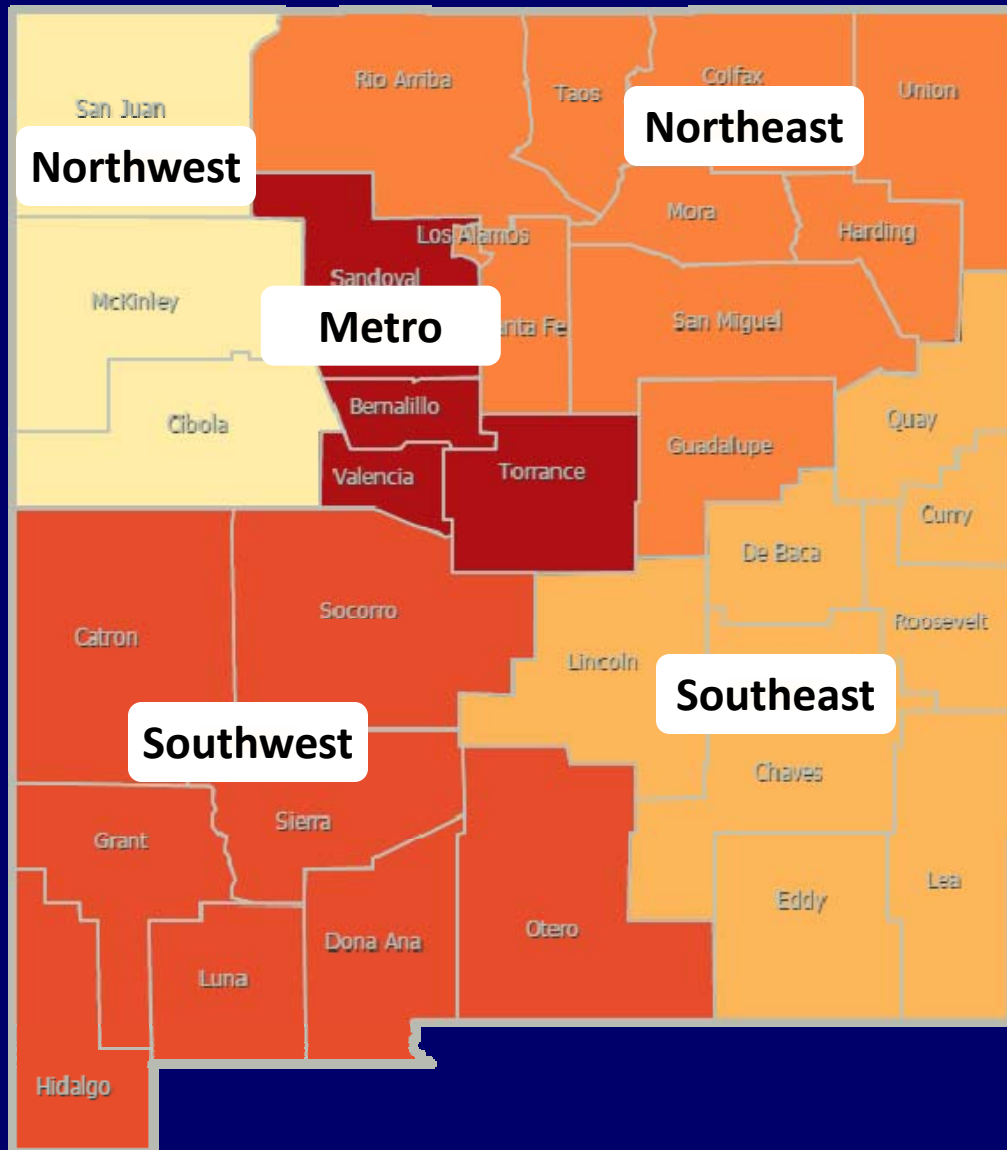 Rio Arriba
Taos
Colfax
Union
San Juan
Northeast
Northwest
Mora
Harding
Los Alamos
Sandoval
McKinley
Metro
anta Fe
San Miguel
Bernalillo
Cibola
Quay
Guadalupe
Valencia
Torrance
Curry
De Baca
Socorro
Roosevelt
Catron
Lincoln
Southeast
Southwest
Chaves
Sierra
Grant
Lea
Eddy
Otero
Dona Ana
Luna
Hidalgo